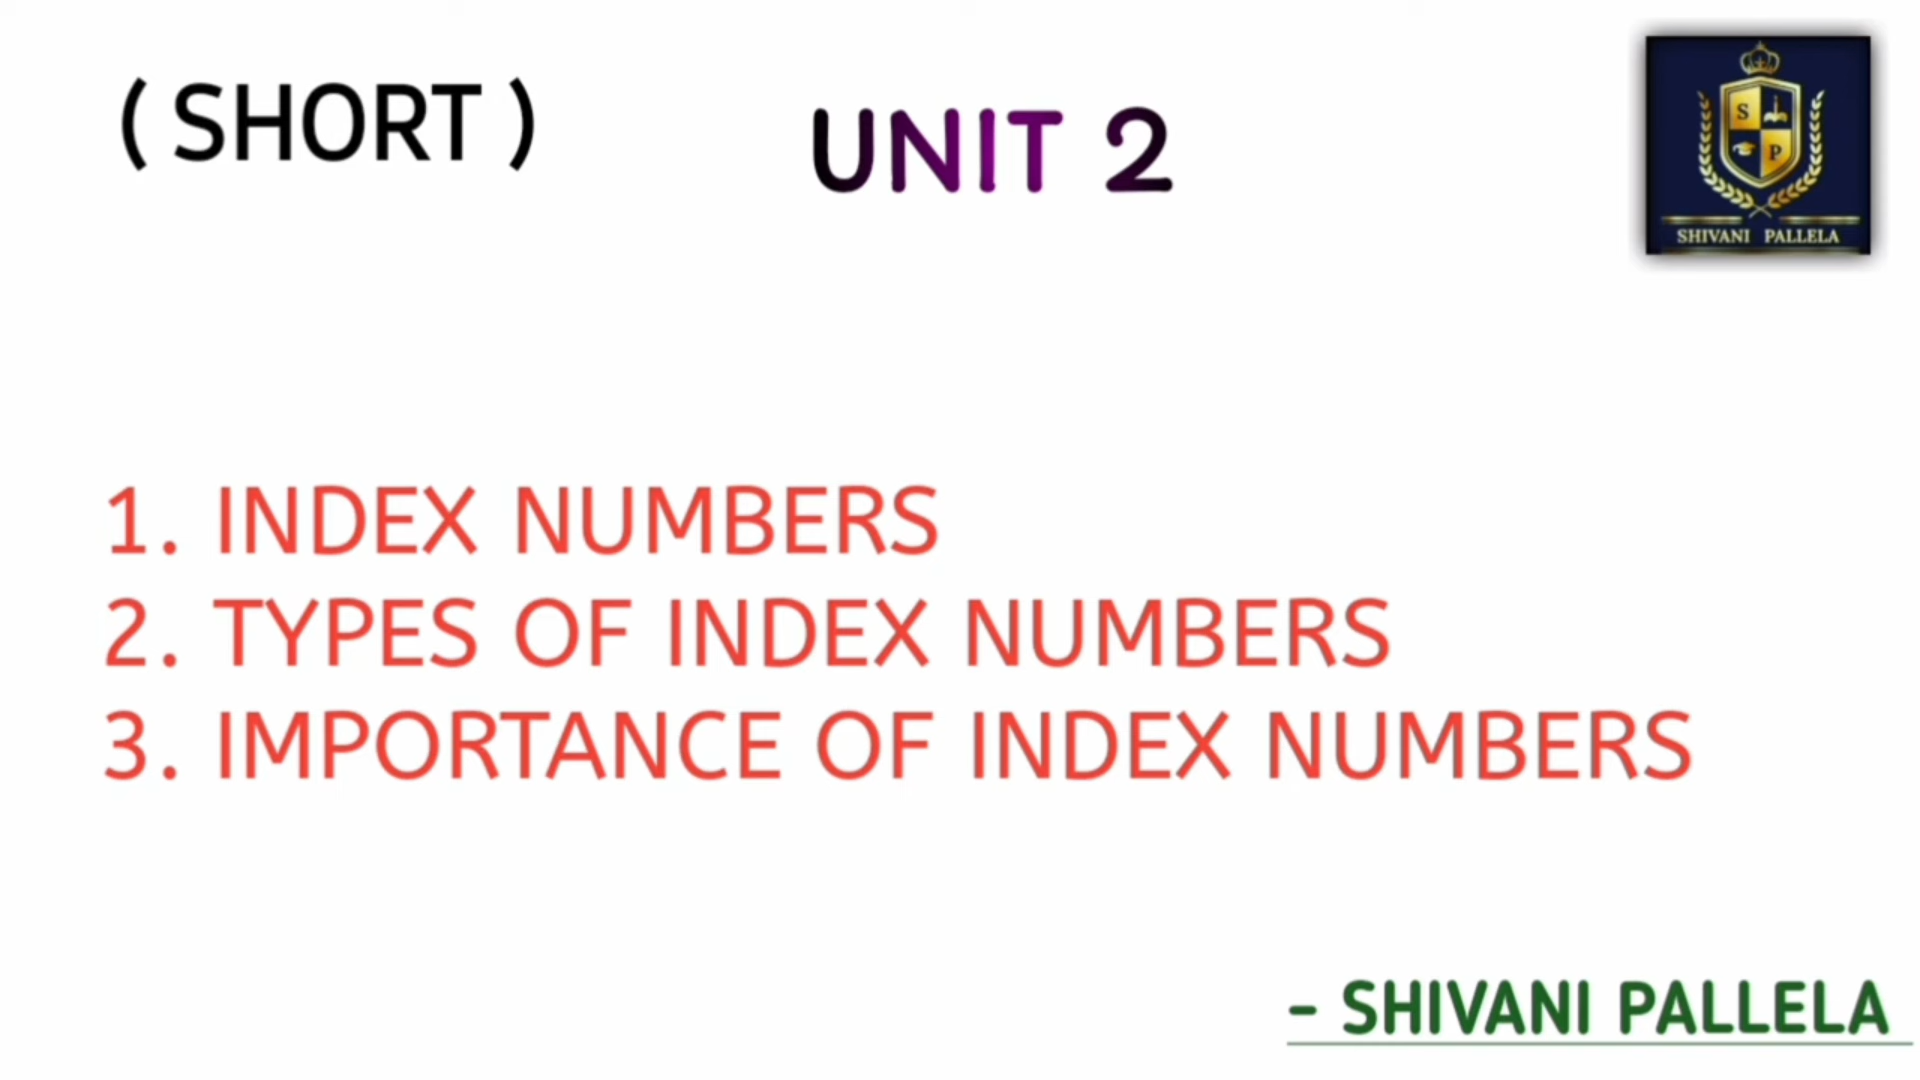 ( SHORT )
UNIT 2
S
P
SHIVANI PALLELA
1. INDEX NUMBERS
2. TYPES OF INDEX NUMBERS
3. IMPORTANCE OF INDEX NUMBERS
- SHIVANI PALLELA